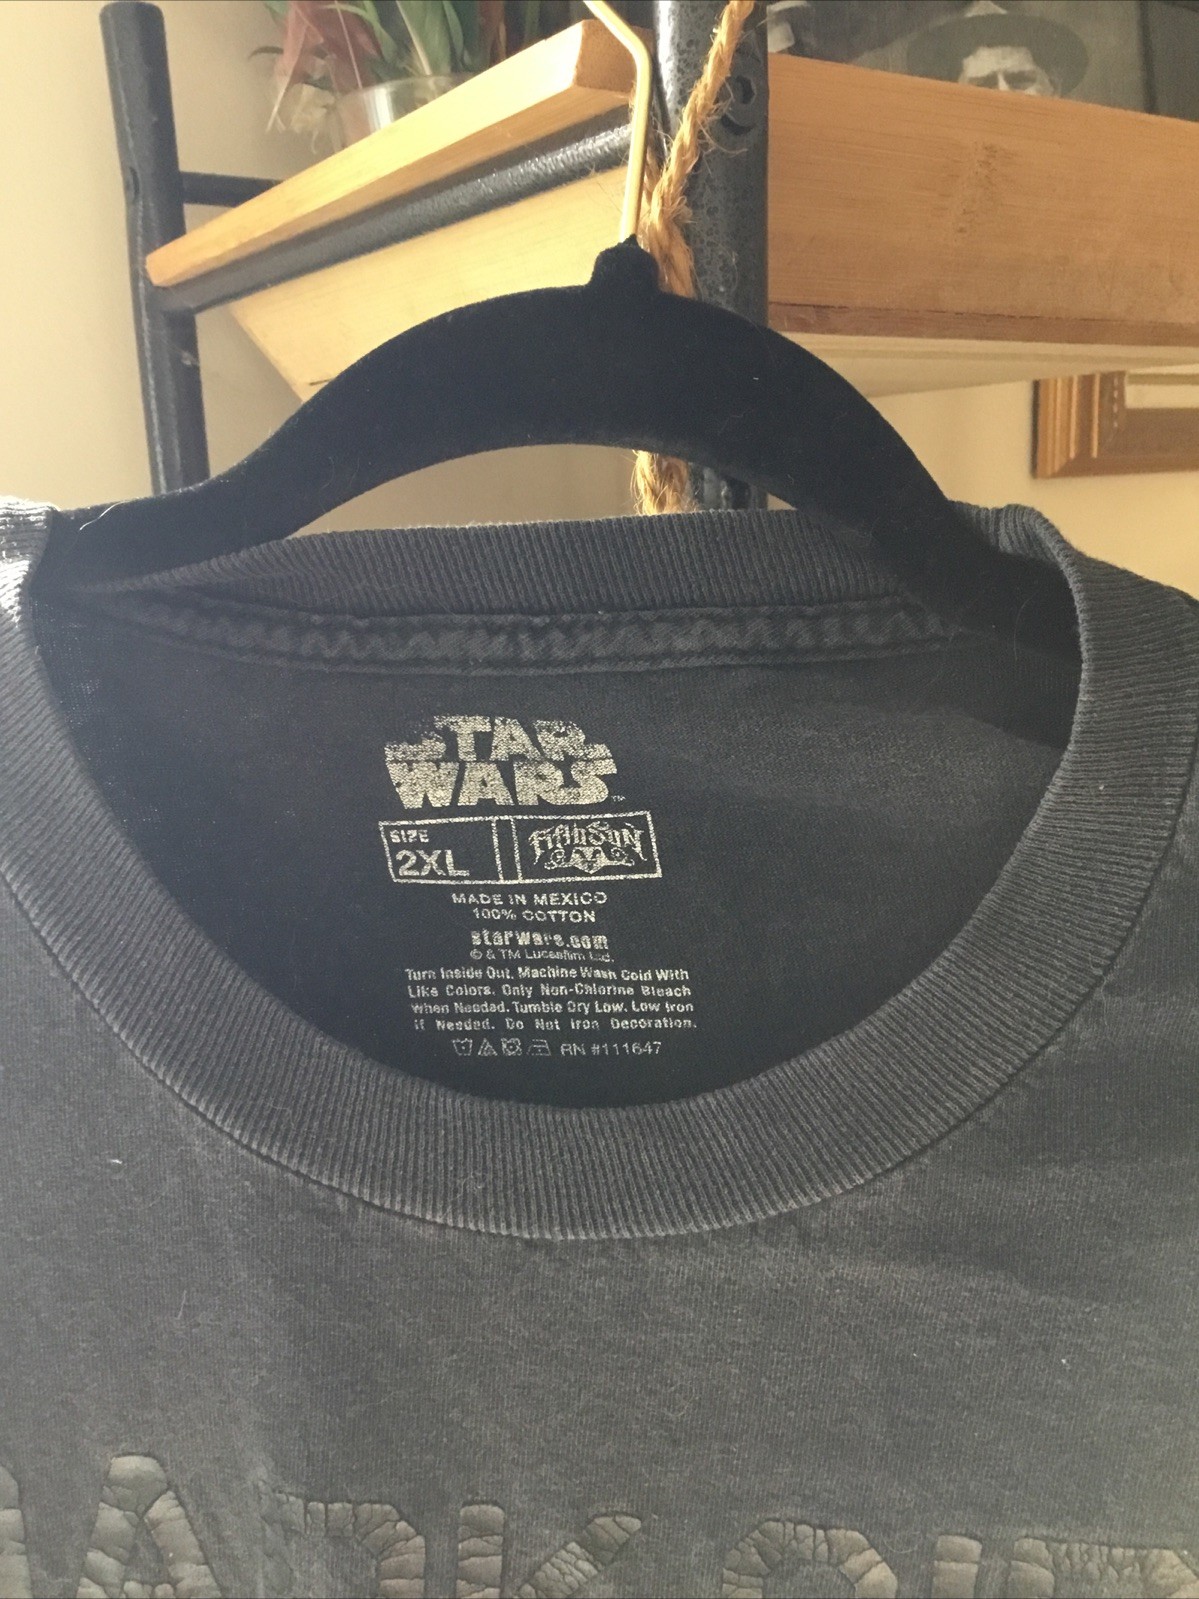 STAR
WARS™
SIZE
2XL
Fifth Sun
MADE IN MEXICO
100% COTTON
starwars.com
© & TM Lucasfilm Ltd.
Turn Inside Out. Machine Wash Cold With
Like Colors. Only Non-Chlorine Bleach
When Needed. Tumble Dry Low. Low Iron
If Needed. Do Not Iron Decoration.
RN #111647